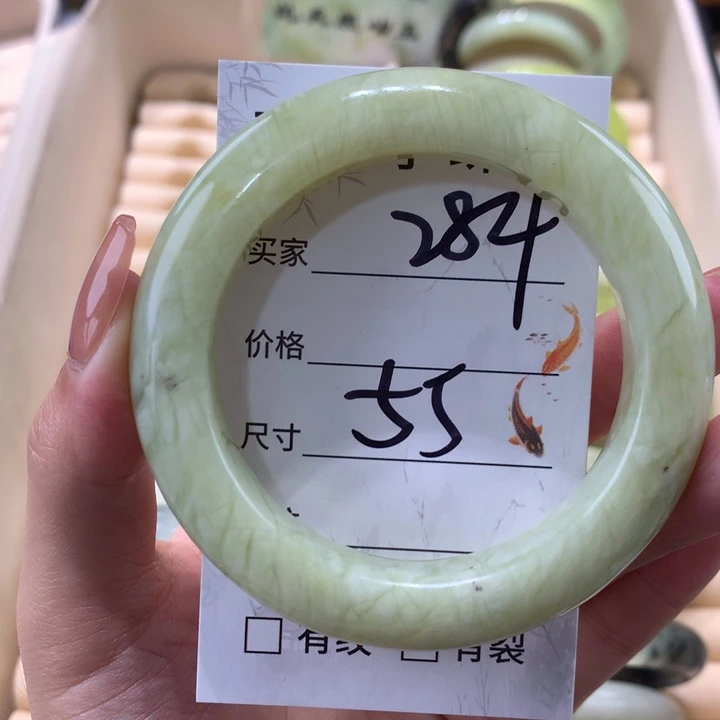 买家 284
价格
尺寸 55
有纹 有裂